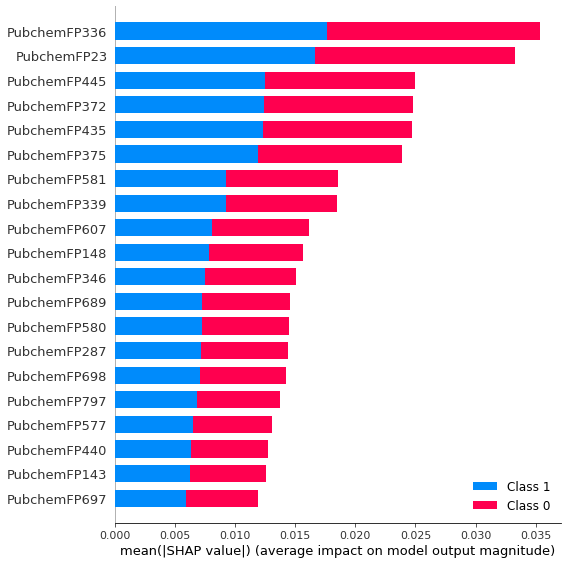 PubchemFP336
PubchemFP23
PubchemFP445
PubchemFP372
PubchemFP435
PubchemFP375
PubchemFP581
PubchemFP339
PubchemFP607
PubchemFP148
PubchemFP346
PubchemFP689
PubchemFP580
PubchemFP287
PubchemFP698
PubchemFP797
PubchemFP577
PubchemFP440
PubchemFP143
PubchemFP697
Class 1
Class 0
0.000 0.005 0.010 0.015 0.020 0.025 0.030 0.035
mean(|SHAP value|) (average impact on model output magnitude)